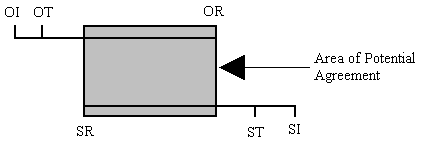 OI OT OR
Area of Potential
Agreement
SR ST SI